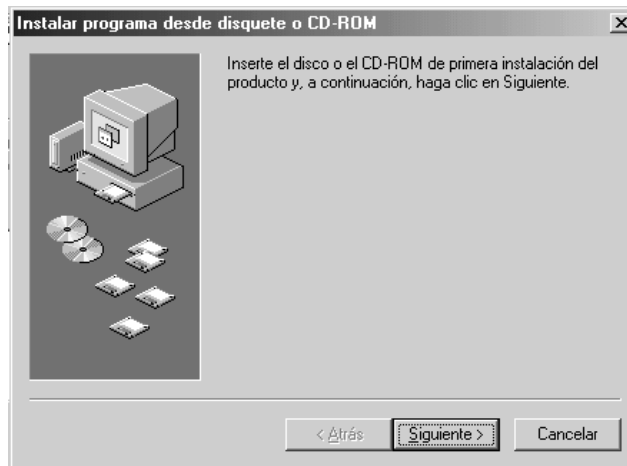 Instalar programa desde disquete o CD-ROM
Inserte el disco o el CD-ROM de primera instalación del
producto y, a continuación, haga clic en Siguiente.
< Atrás
Siguiente >
Cancelar